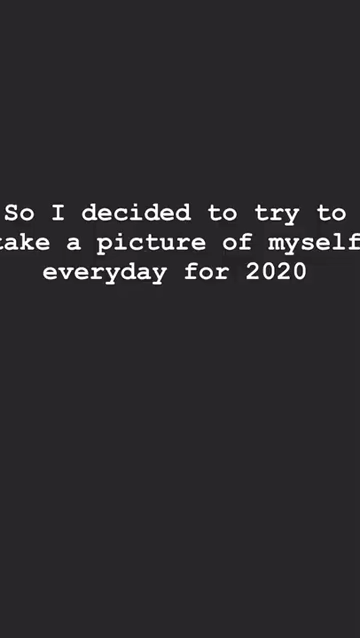 So I decided to try to
take a picture of myself
everyday for 2020